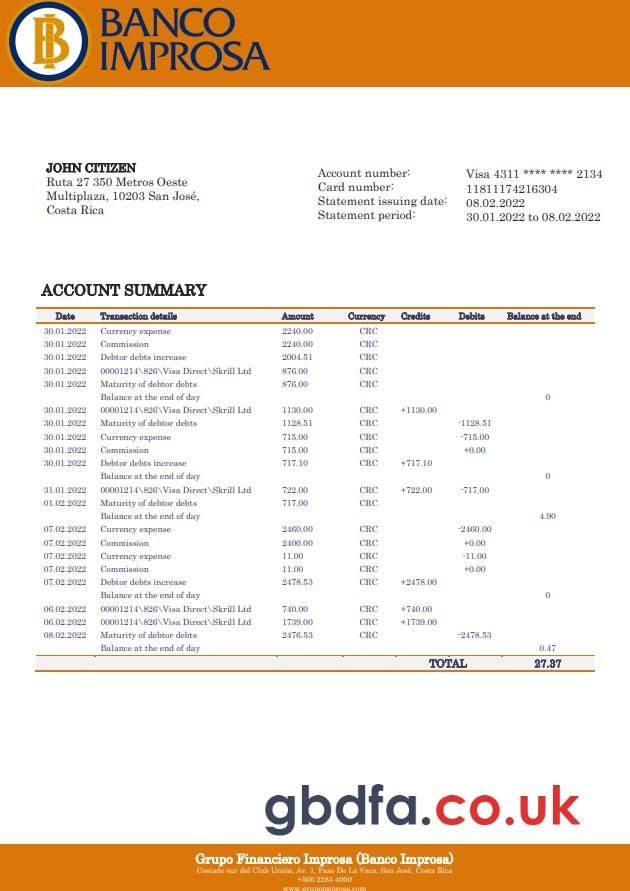 BANCO
IMPROSA
JOHN CITIZEN
Ruta 27 350 Metros Oeste
Multiplaza, 10203 San José,
Costa Rica
Account number: Visa 4311 **** **** 2134
Card number: 11811174216304
Statement issuing date: 08.02.2022
Statement period: 30.01.2022 to 08.02.2022
ACCOUNT SUMMARY
Date Transaction details Amount Currency Credits Debits Balance at the end
30.01.2022 Currency expense 2240.00 CRC
30.01.2022 Commission 2240.00 CRC
30.01.2022 Debtor debts increase 2004.51 CRC
30.01.2022 00001214\826\Visa Direct\Skrill Ltd 876.00 CRC
30.01.2022 Maturity of debtor debts 876.00 CRC
Balance at the end of day 0
30.01.2022 00001214\826\Visa Direct\Skrill Ltd 1130.00 CRC +1130.00
30.01.2022 Maturity of debtor debts 1128.51 CRC -1128.51
30.01.2022 Currency expense 715.00 CRC -715.00
30.01.2022 Commission 715.00 CRC +0.00
30.01.2022 Debtor debts increase 717.10 CRC +717.10
Balance at the end of day 0
31.01.2022 00001214\826\Visa Direct\Skrill Ltd 722.00 CRC +722.00 -717.00
01.02.2022 Maturity of debtor debts 717.00 CRC
Balance at the end of day 4.90
07.02.2022 Currency expense 2460.00 CRC -2460.00
07.02.2022 Commission 2400.00 CRC +0.00
07.02.2022 Currency expense 11.00 CRC -11.00
07.02.2022 Commission 11.00 CRC +0.00
07.02.2022 Debtor debts increase 2478.53 CRC +2478.00
Balance at the end of day 0
06.02.2022 00001214\826\Visa Direct\Skrill Ltd 740.00 CRC +740.00
06.02.2022 00001214\826\Visa Direct\Skrill Ltd 1739.00 CRC +1739.00
08.02.2022 Maturity of debtor debts 2476.53 CRC -2478.53
Balance at the end of day 0.47
TOTAL 27.37
gbdfa.co.uk
Grupo Financiero Improsa (Banco Improsa)
Costado sur del Club Unión, Av. 1, Paso De La Vaca, San José, Costa Rica
+506 2284 4000
www.grupoimprosa.com